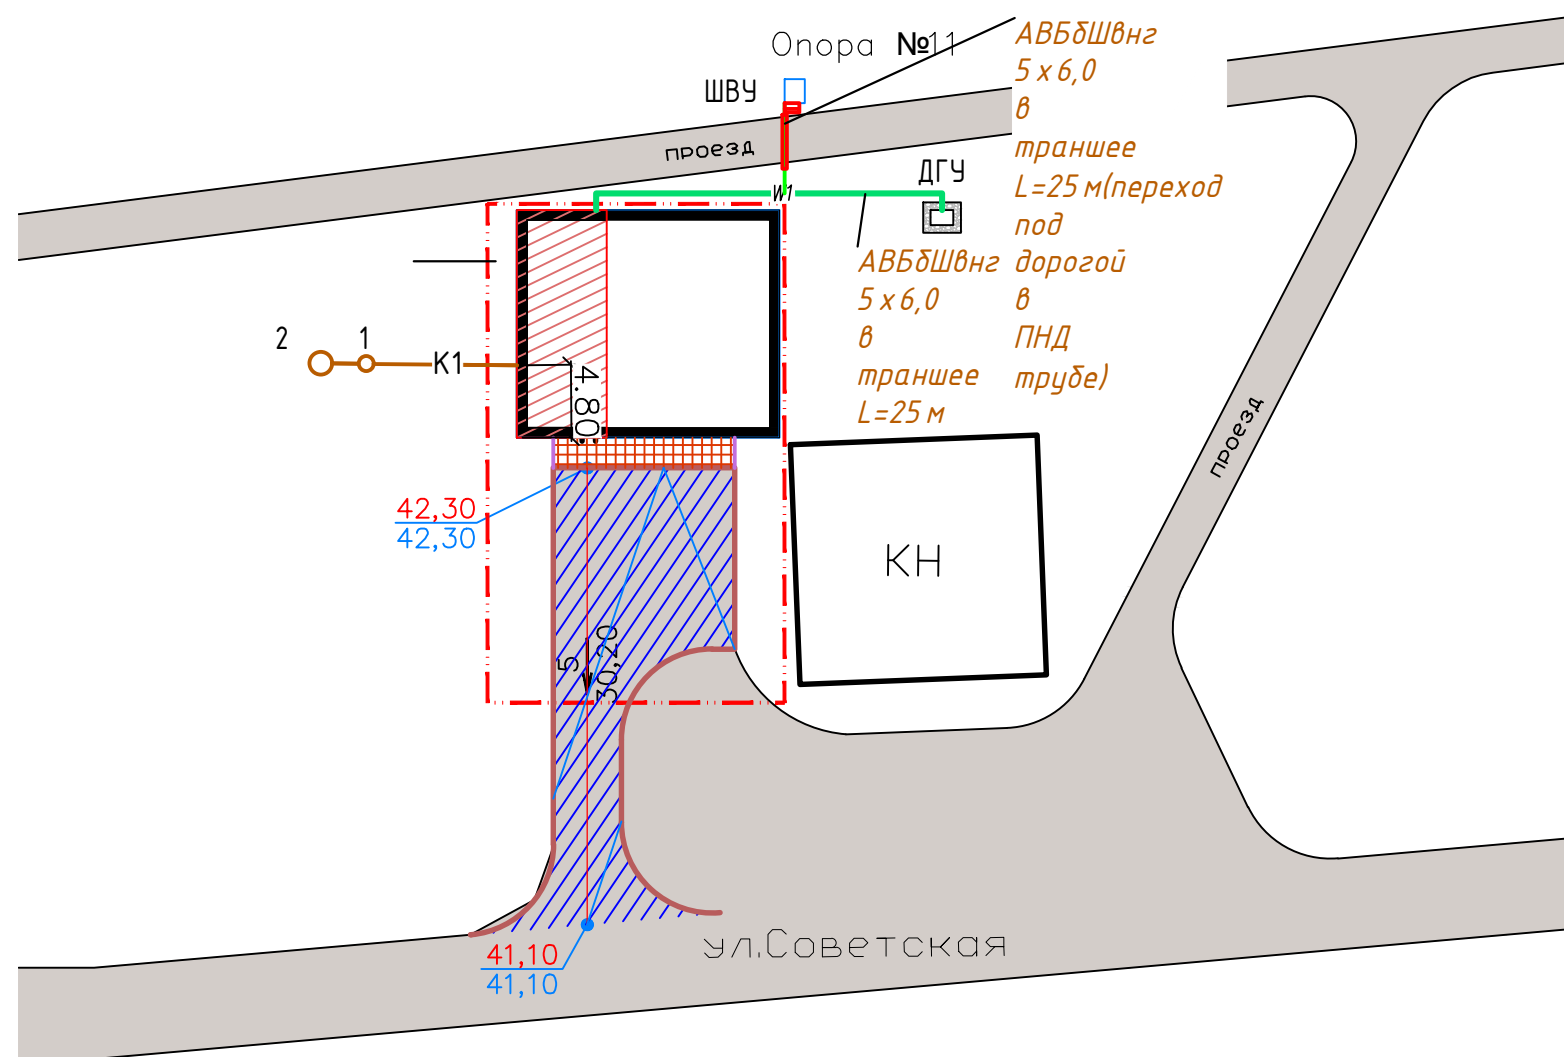 Опора №11
АВБбШвнг
5 х 6,0
в
траншее
L=25 м(переход
под
дорогой
в
ПНД
трубе)
ШВУ
проезд
W1
ДГУ
АВБбШвнг
5 х 6,0
в
траншее
L=25 м
2
1
К1
4.80
проезд
42,30
42,30
КН
5
30,20
ул.Советская
41,10
41,10